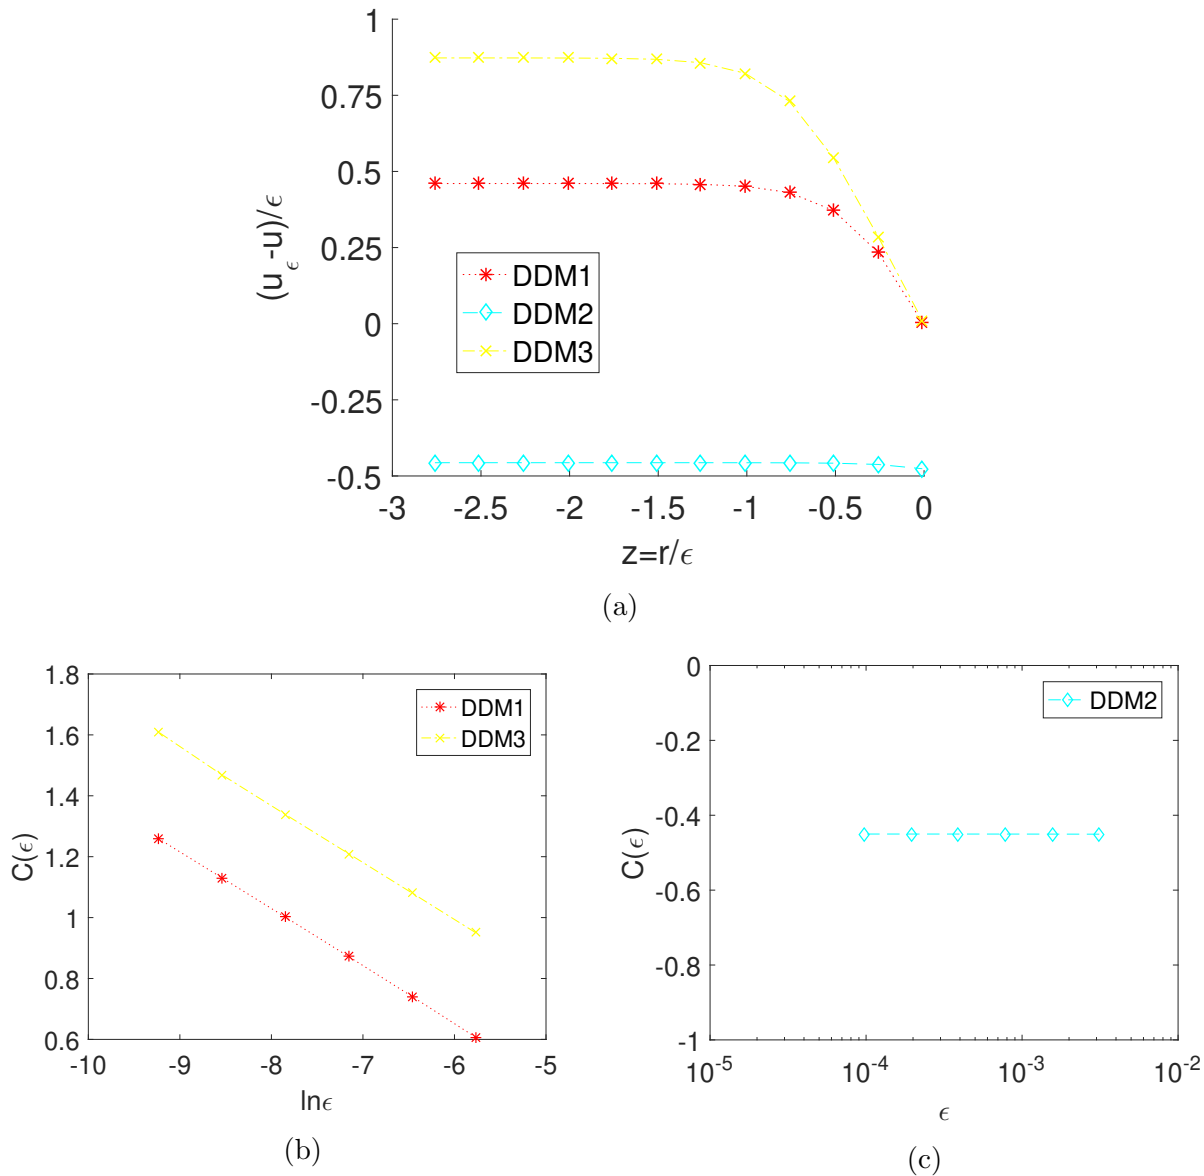 1
0.75
0.5
0.25
0
-0.25
-0.5
(u_ϵ -u)/ϵ
DDM1
DDM2
DDM3
-3 -2.5 -2 -1.5 -1 -0.5 0
z=r/ϵ
(a)
1.8
1.6
1.4
1.2
1
0.8
0.6
C(ϵ)
DDM1
DDM3
-10 -9 -8 -7 -6 -5
lnϵ
(b)
0
-0.2
-0.4
-0.6
-0.8
-1
C(ϵ)
DDM2
10^-5 10^-4 10^-3 10^-2
ϵ
(c)